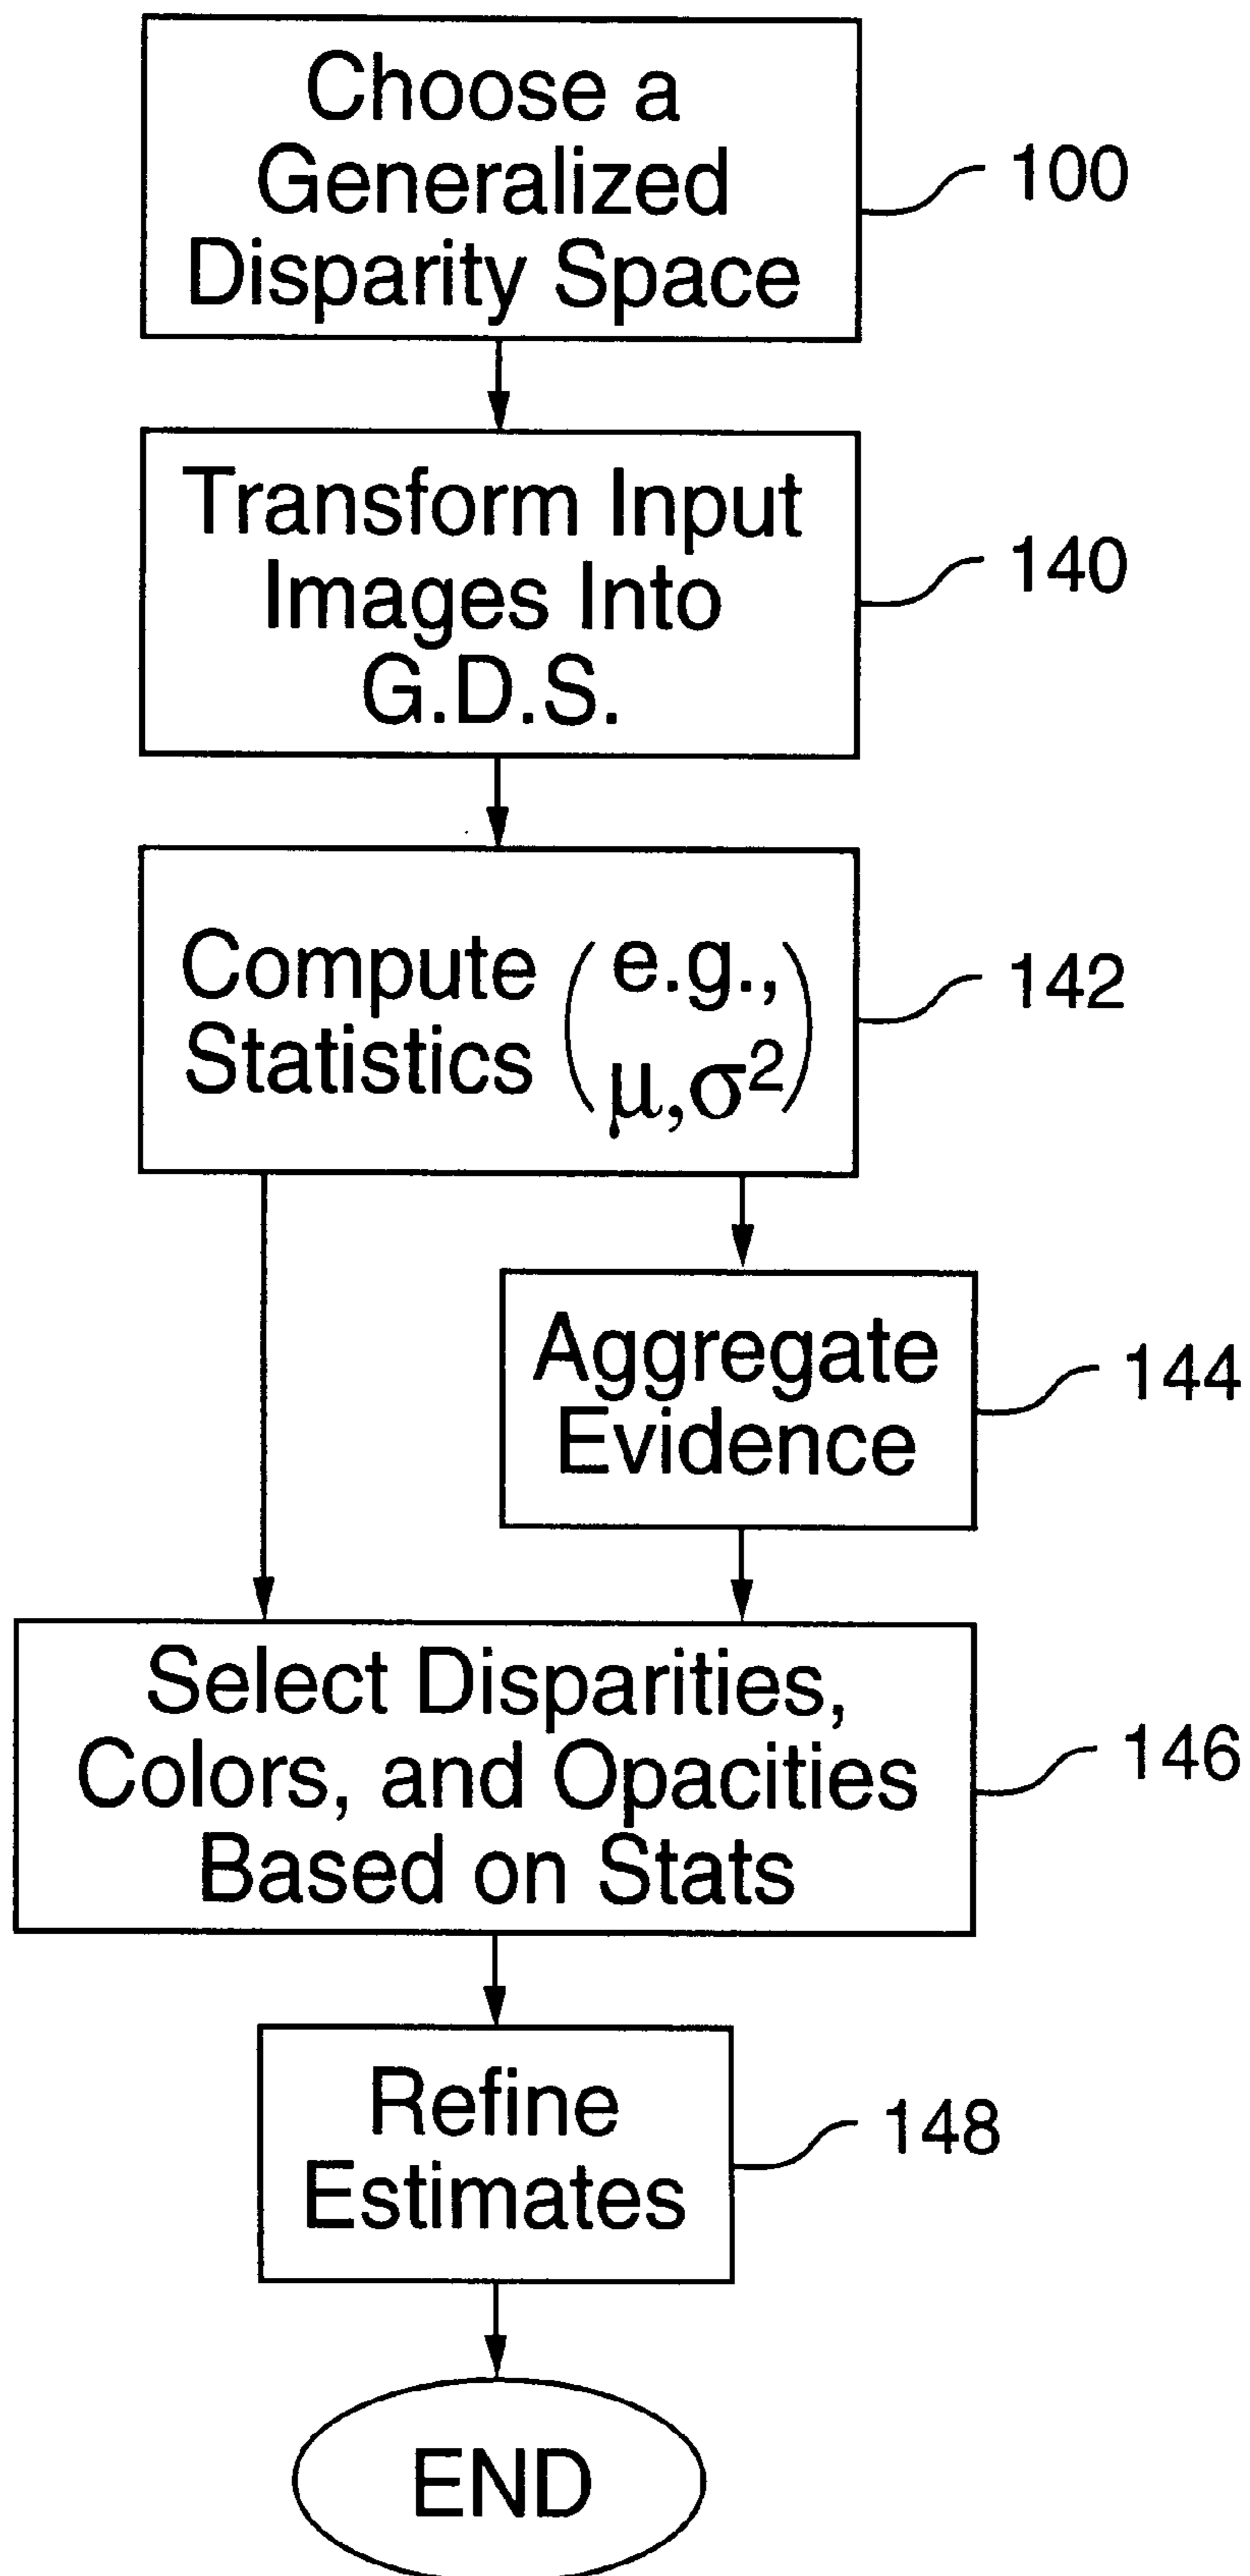 Choose a
Generalized
Disparity Space
100
Transform Input
Images Into
G.D.S.
140
Compute
Statistics
(e.g.,
μ,σ²)
142
Aggregate
Evidence
144
Select Disparities,
Colors, and Opacities
Based on Stats
146
Refine
Estimates
148
END